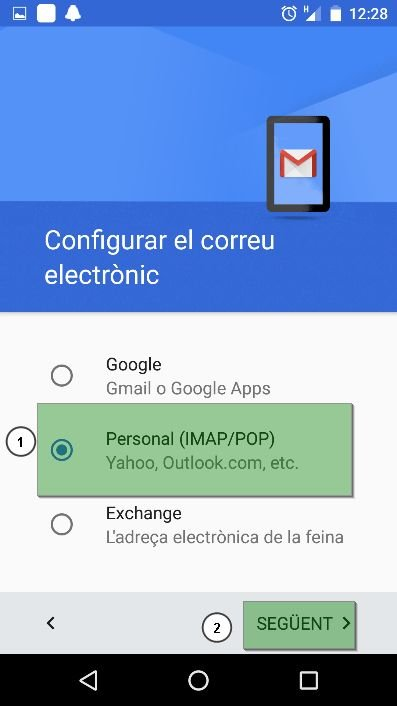 H
12:28
Configurar el correu
electrònic
Google
Gmail o Google Apps
1
Personal (IMAP/POP)
Yahoo, Outlook.com, etc.
Exchange
L'adreça electrònica de la feina
2
SEGÜENT